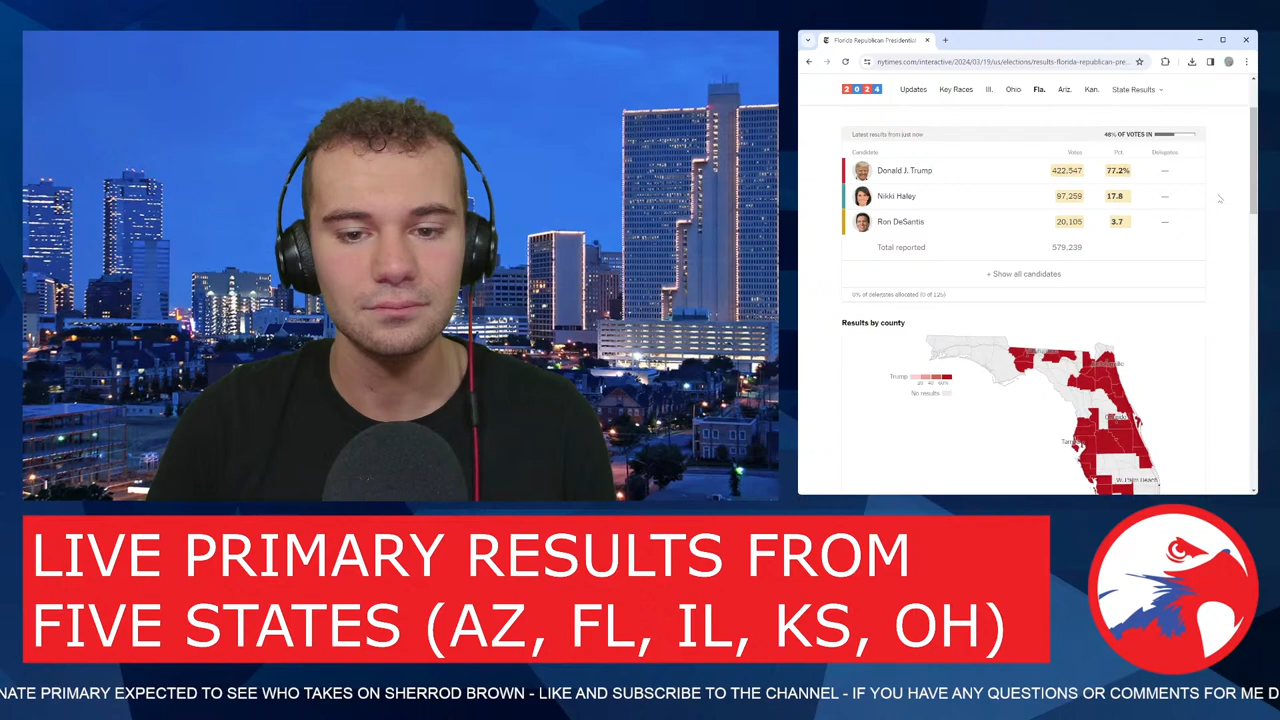 Florida Republican Presidential
nytimes.com/interactive/2024/03/19/us/elections/results-florida-republican-pre...
2024 Updates Key Races Ill. Ohio Fla. Ariz. Kan. State Results
Latest results from just now 48% OF VOTES IN
Candidate Votes Pct. Delegates
Donald J. Trump 422,547 77.2% —
Nikki Haley 97,259 17.8 —
Ron DeSantis 20,105 3.7 —
Total reported 579,239
+ Show all candidates
0% of delegates allocated (0 of 125)
Results by county
Trump
20 40 60%
No results
Orlando
W. Palm Beach
LIVE PRIMARY RESULTS FROM
FIVE STATES (AZ, FL, IL, KS, OH)
NATE PRIMARY EXPECTED TO SEE WHO TAKES ON SHERROD BROWN - LIKE AND SUBSCRIBE TO THE CHANNEL - IF YOU HAVE ANY QUESTIONS OR COMMENTS FOR ME D